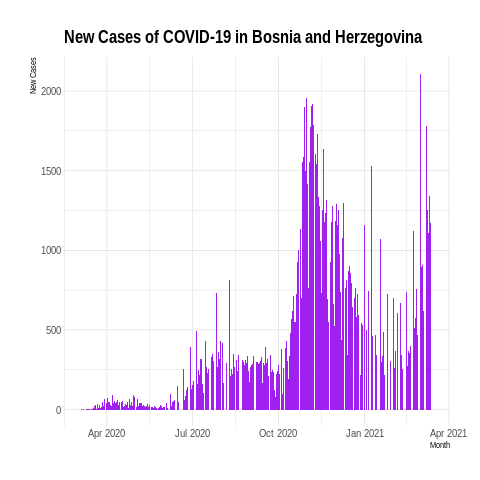 New Cases of COVID-19 in Bosnia and Herzegovina
New Cases
2000
1500
1000
500
0
Apr 2020 Jul 2020 Oct 2020 Jan 2021 Apr 2021
Month